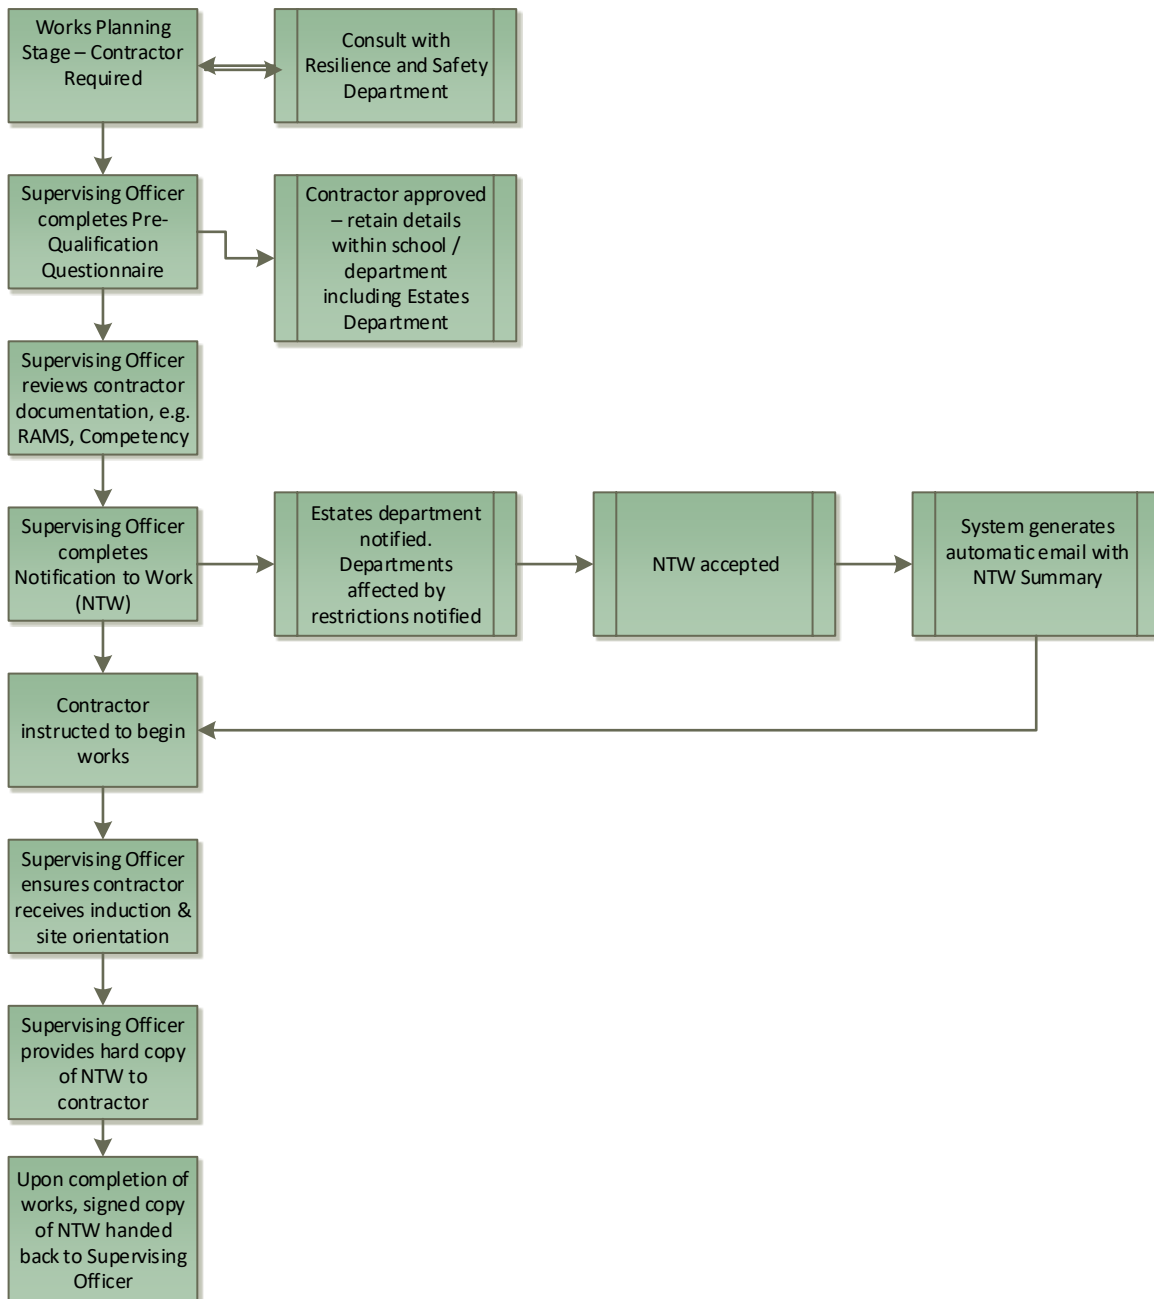 Works Planning
Stage – Contractor
Required
Consult with
Resilience and Safety
Department
Supervising Officer
completes Pre-
Qualification
Questionnaire
Contractor approved
– retain details
within school /
department
including Estates
Department
Supervising Officer
reviews contractor
documentation, e.g.
RAMS, Competency
Supervising Officer
completes
Notification to Work
(NTW)
Estates department
notified.
Departments
affected by
restrictions notified
NTW accepted
System generates
automatic email with
NTW Summary
Contractor
instructed to begin
works
Supervising Officer
ensures contractor
receives induction &
site orientation
Supervising Officer
provides hard copy
of NTW to
contractor
Upon completion of
works, signed copy
of NTW handed
back to Supervising
Officer